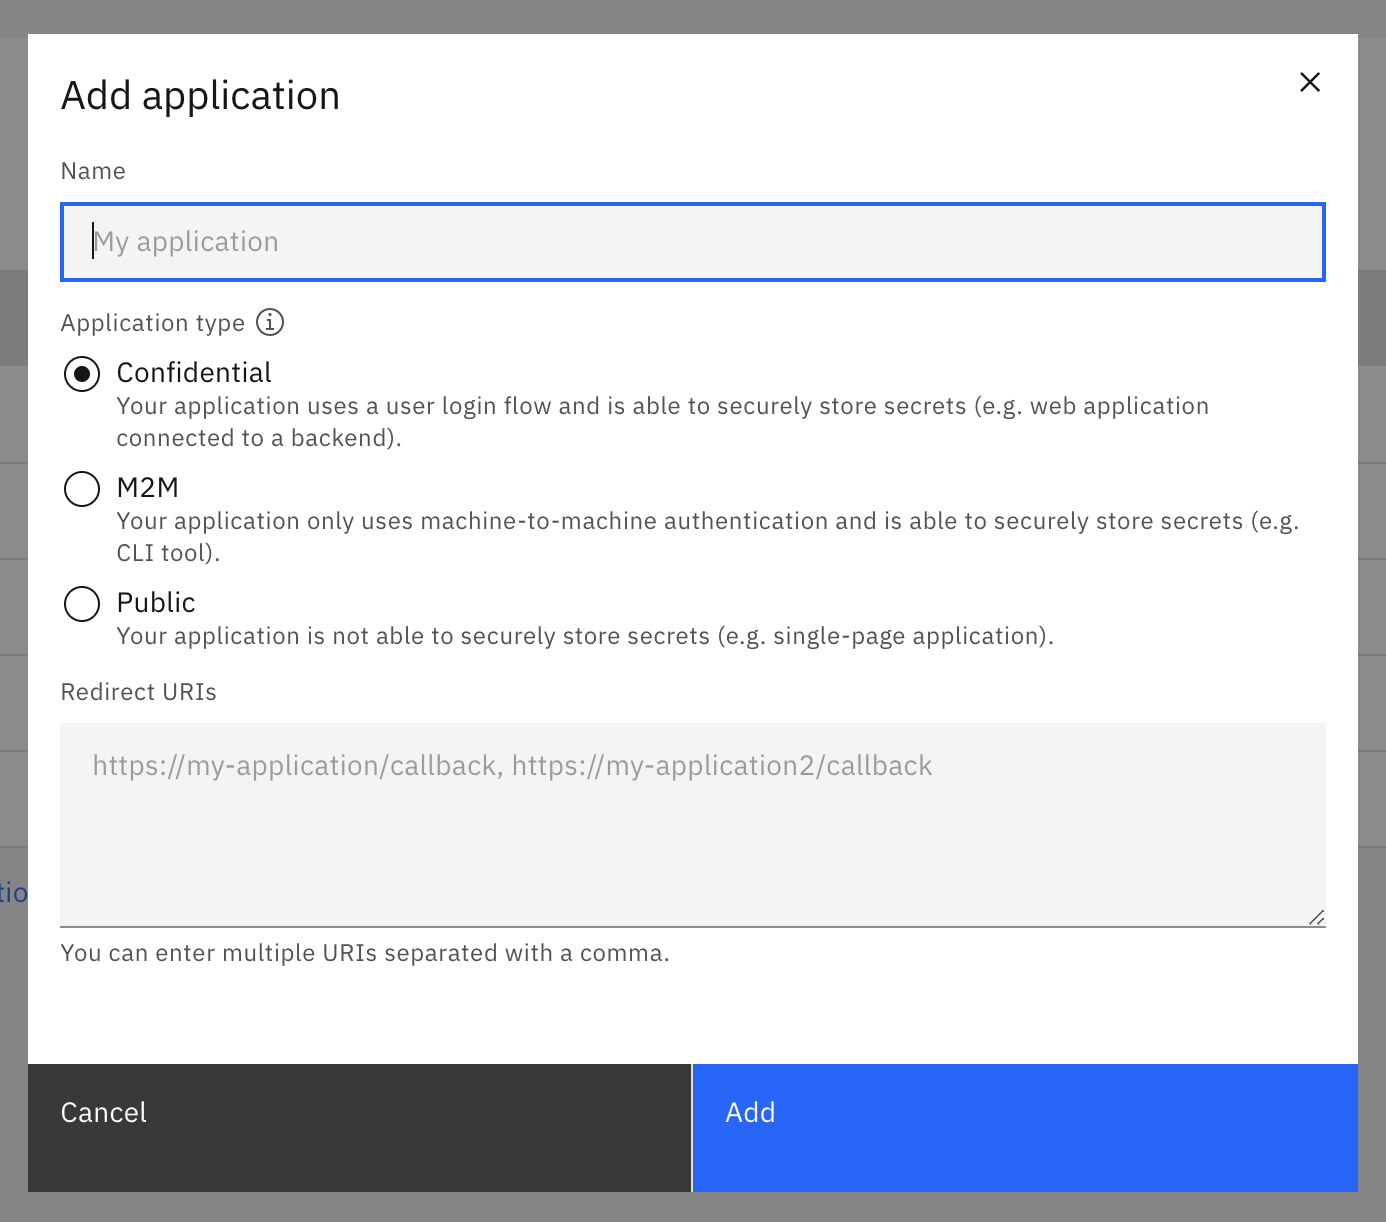 Add application
Name
My application
Application type
Confidential
Your application uses a user login flow and is able to securely store secrets (e.g. web application
connected to a backend).
M2M
Your application only uses machine-to-machine authentication and is able to securely store secrets (e.g.
CLI tool).
Public
Your application is not able to securely store secrets (e.g. single-page application).
Redirect URIs
https://my-application/callback, https://my-application2/callback
You can enter multiple URIs separated with a comma.
Cancel
Add